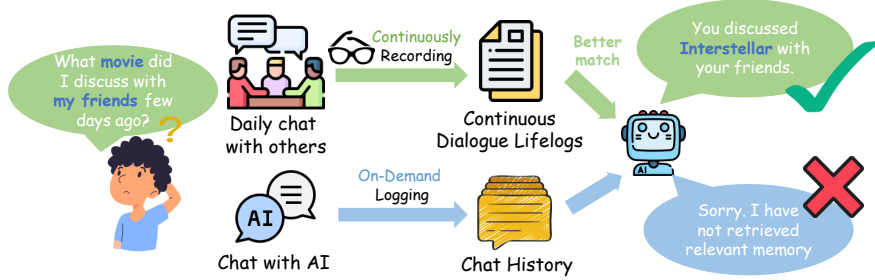 What movie did
I discuss with
my friends few
days ago?
?
Daily chat
with others
Continuously
Recording
Continuous
Dialogue Lifelogs
Better
match
You discussed
Interstellar with
your friends.
AI
AI
Chat with AI
On-Demand
Logging
Chat History
Sorry. I have
not retrieved
relevant memory